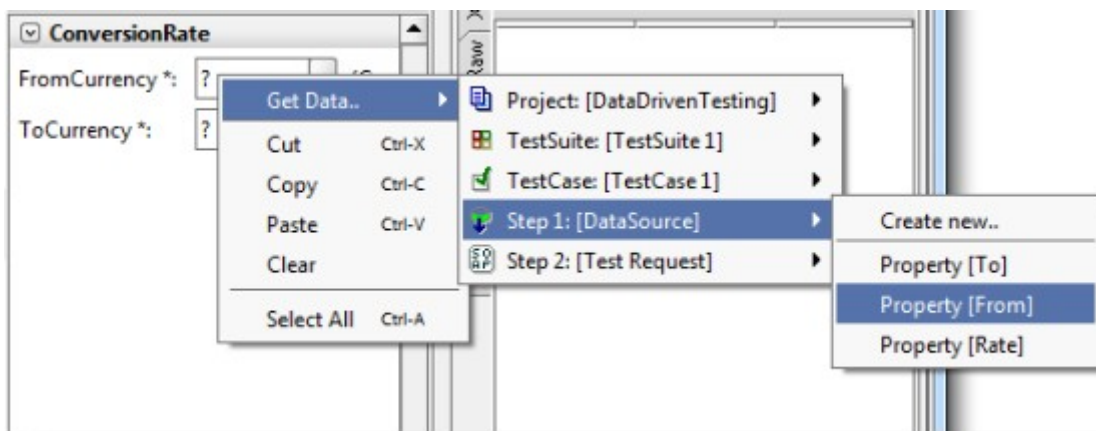 ConversionRate
Raw
FromCurrency *: ?
ToCurrency *: ?
Get Data..
Cut Ctrl-X
Copy Ctrl-C
Paste Ctrl-V
Clear
Select All Ctrl-A
Project: [DataDrivenTesting]
TestSuite: [TestSuite 1]
TestCase: [TestCase 1]
Step 1: [DataSource]
Step 2: [Test Request]
Create new..
Property [To]
Property [From]
Property [Rate]